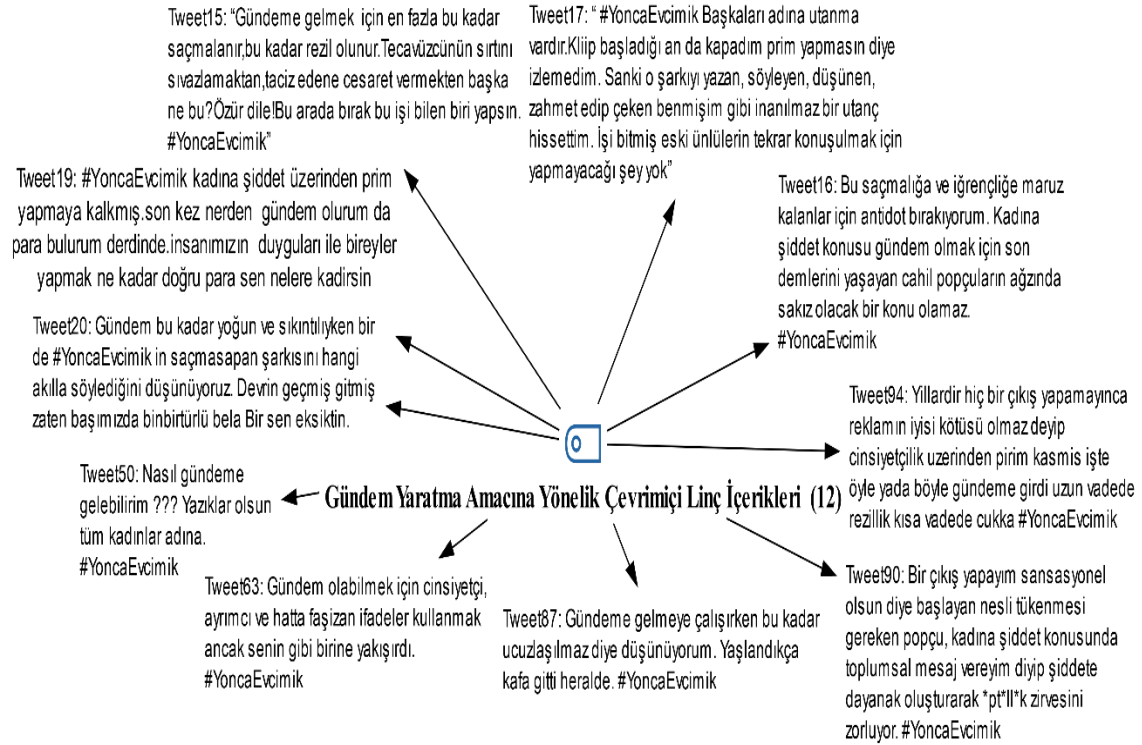 Tweet15: “Gündeme gelmek için en fazla bu kadar
saçmalanır,bu kadar rezil olunur.Tecavüzcünün sırtını
sıvazlamaktan,taciz edene cesaret vermekten başka
ne bu?Özür dile!Bu arada bırak bu işi bilen biri yapsın.
#YoncaEvcimik”
Tweet17: “ #YoncaEvcimik Başkaları adına utanma
vardır.Kliip başladığı an da kapadım prim yapmasın diye
izlemedim. Sanki o şarkıyı yazan, söyleyen, düşünen,
zahmet edip çeken benmişim gibi inanılmaz bir utanç
hissettim. İşi bitmiş eski ünlülerin tekrar konuşulmak için
yapmayacağı şey yok”
Tweet19: #YoncaEvcimik kadına şiddet üzerinden prim
yapmaya kalkmış.son kez nerden gündem olurum da
para bulurum derdinde.insanımızın duyguları ile bireyler
yapmak ne kadar doğru para sen nelere kadirsin
Tweet16: Bu saçmalığa ve iğrençliğe maruz
kalanlar için antidot bırakıyorum. Kadına
şiddet konusu gündem olmak için son
demlerini yaşayan cahil popçuların ağzında
sakız olacak bir konu olamaz.
#YoncaEvcimik
Tweet20: Gündem bu kadar yoğun ve sıkıntılıyken bir
de #YoncaEvcimik in saçmasapan şarkısını hangi
akılla söylediğini düşünüyoruz. Devrin geçmiş gitmiş
zaten başımızda binbirtürlü bela Bir sen eksiktin.
Tweet94: Yillardir hiç bir çıkış yapamayınca
reklamın iyisi kötüsü olmaz deyip
cinsiyetçilik uzerinden pirim kasmis işte
öyle yada böyle gündeme girdi uzun vadede
rezillik kısa vadede cukka #YoncaEvcimik
Tweet50: Nasıl gündeme
gelebilirim ??? Yazıklar olsun
tüm kadınlar adına.
#YoncaEvcimik
Gündem Yaratma Amacına Yönelik Çevrimiçi Linç İçerikleri (12)
Tweet63: Gündem olabilmek için cinsiyetçi,
ayrımcı ve hatta faşizan ifadeler kullanmak
ancak senin gibi birine yakışırdı.
#YoncaEvcimik
Tweet87: Gündeme gelmeye çalışırken bu kadar
ucuzlaşılmaz diye düşünüyorum. Yaşlandıkça
kafa gitti heralde. #YoncaEvcimik
Tweet90: Bir çıkış yapayım sansasyonel
olsun diye başlayan nesli tükenmesi
gereken popçu, kadına şiddet konusunda
toplumsal mesaj vereyim diyip şiddete
dayanak oluşturarak *pt*ll*k zirvesini
zorluyor. #YoncaEvcimik